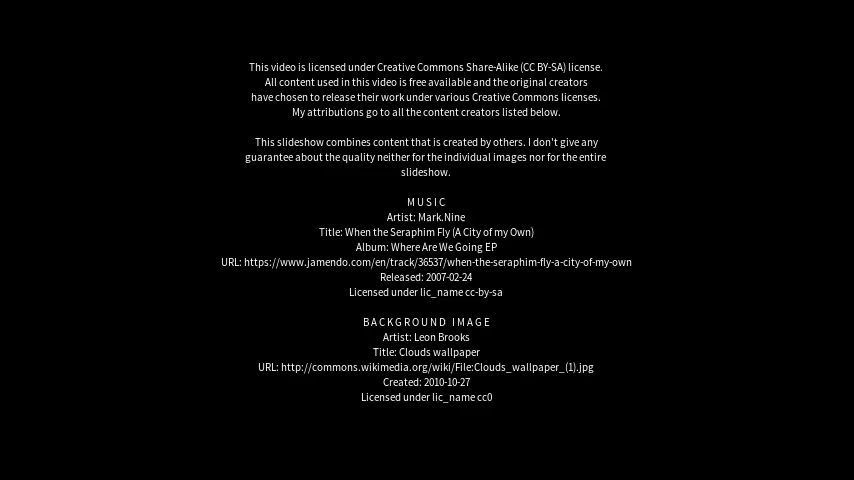 This video is licensed under Creative Commons Share-Alike (CC BY-SA) license.
All content used in this video is free available and the original creators
have chosen to release their work under various Creative Commons licenses.
My attributions go to all the content creators listed below.
This slideshow combines content that is created by others. I don't give any
guarantee about the quality neither for the individual images nor for the entire
slideshow.
MUSIC
Artist: Mark.Nine
Title: When the Seraphim Fly (A City of my Own)
Album: Where Are We Going EP
URL: https://www.jamendo.com/en/track/36537/when-the-seraphim-fly-a-city-of-my-own
Released: 2007-02-24
Licensed under lic_name cc-by-sa
BACKGROUND IMAGE
Artist: Leon Brooks
Title: Clouds wallpaper
URL: http://commons.wikimedia.org/wiki/File:Clouds_wallpaper_(1).jpg
Created: 2010-10-27
Licensed under lic_name cc0